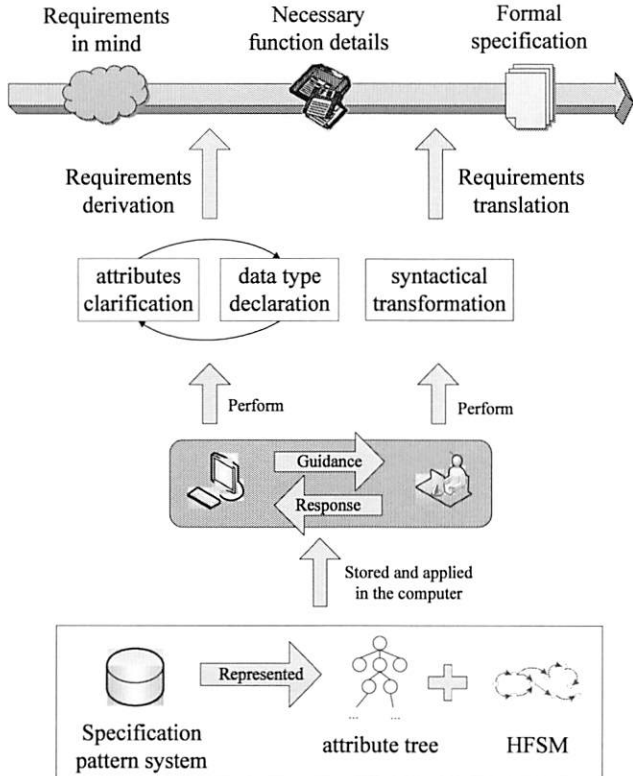 Requirements
in mind
Necessary
function details
Formal
specification
Requirements
derivation
Requirements
translation
attributes
clarification
data type
declaration
syntactical
transformation
Perform
Perform
Guidance
Response
Stored and applied
in the computer
Represented
... ...
Specification
pattern system
attribute tree
HFSM